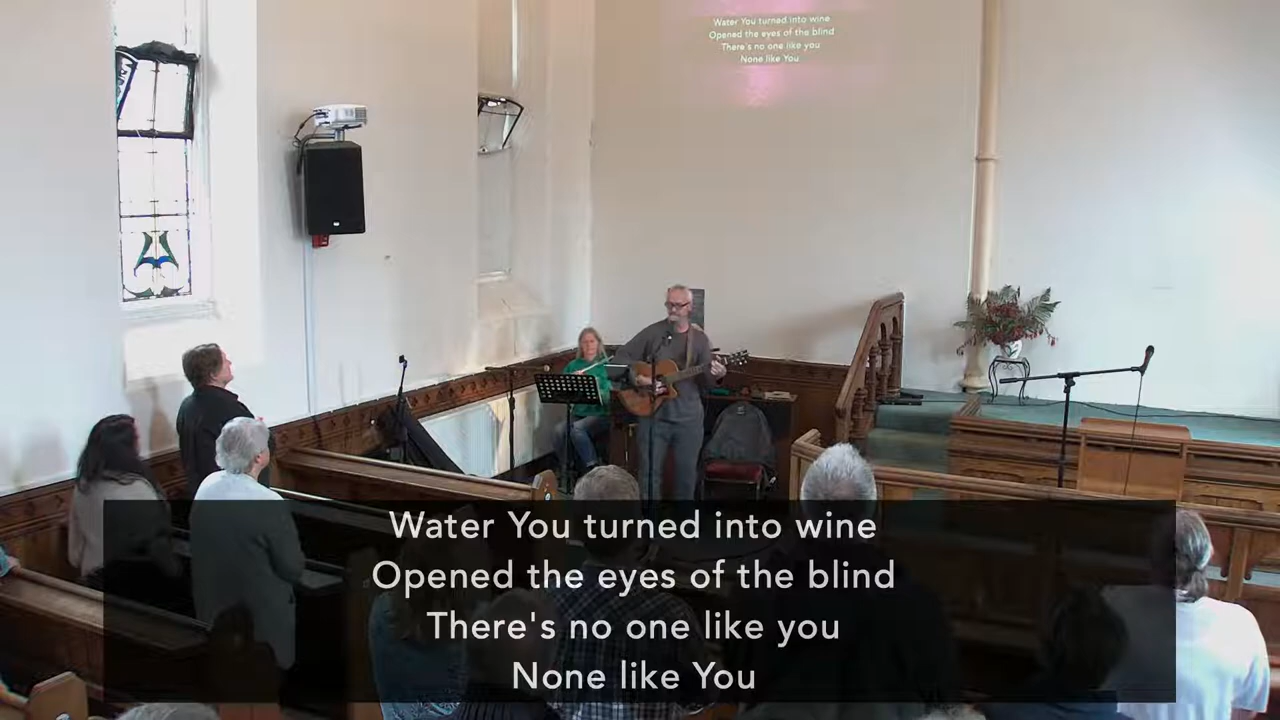 Water You turned into wine
Opened the eyes of the blind
There's no one like you
None like You
Water You turned into wine
Opened the eyes of the blind
There's no one like you
None like You